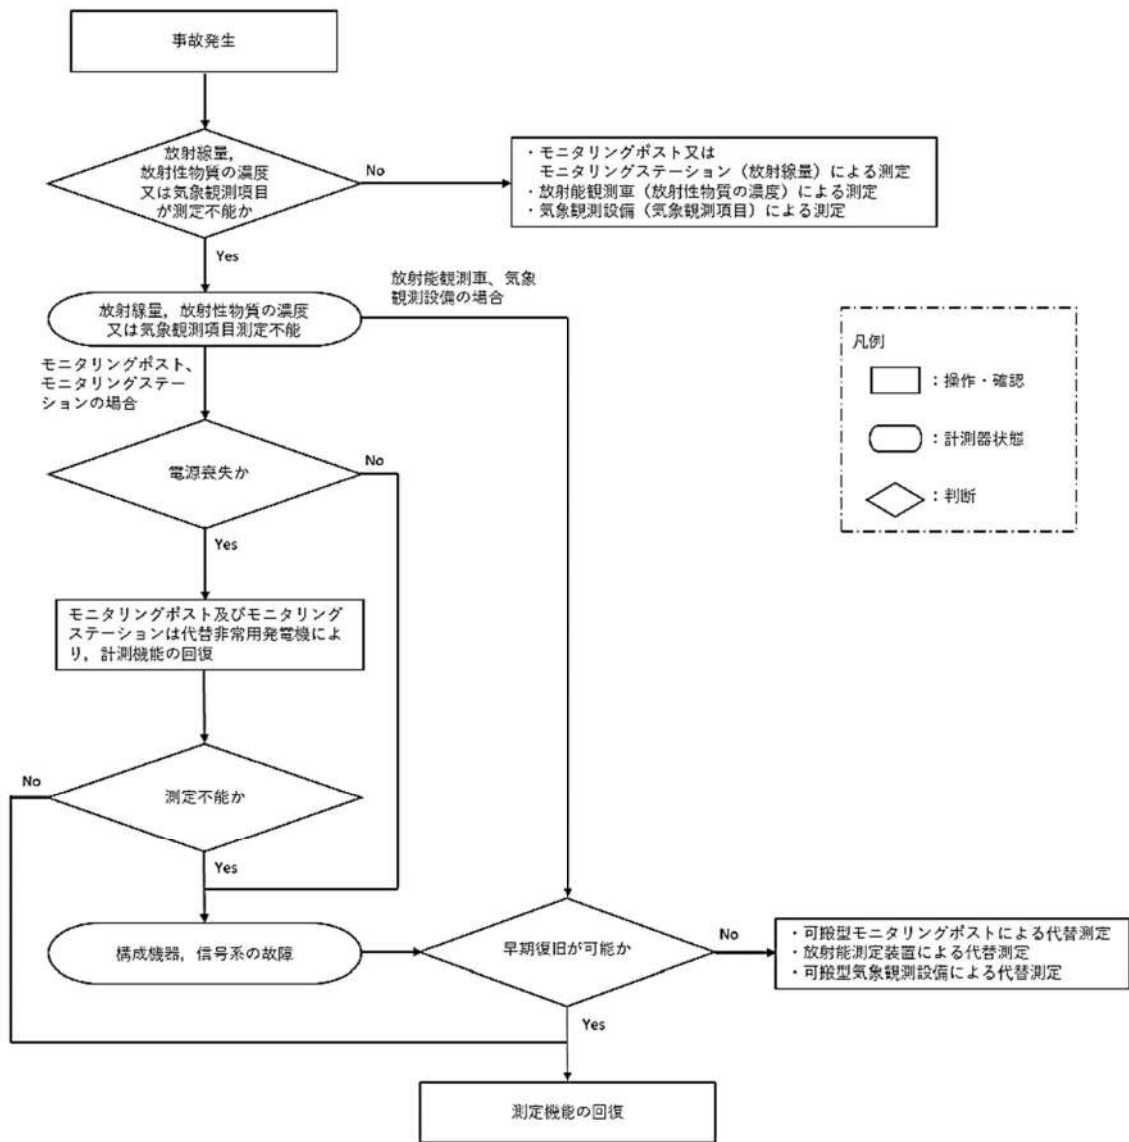 事故発生
放射線量，
放射性物質の濃度
又は気象観測項目
が測定不能か
No
・モニタリングポスト又は
モニタリングステーション（放射線量）による測定
・放射能観測車（放射性物質の濃度）による測定
・気象観測設備（気象観測項目）による測定
Yes
放射線量，放射性物質の濃度
又は気象観測項目測定不能
放射能観測車、気象
観測設備の場合
モニタリングポスト、
モニタリングステー
ションの場合
凡例
：操作・確認
：計測器状態
：判断
電源喪失か
No
Yes
モニタリングポスト及びモニタリング
ステーションは代替非常用発電機によ
り，計測機能の回復
測定不能か
No
Yes
構成機器，信号系の故障
早期復旧が可能か
No
・可搬型モニタリングポストによる代替測定
・放射能測定装置による代替測定
・可搬型気象観測設備による代替測定
Yes
測定機能の回復